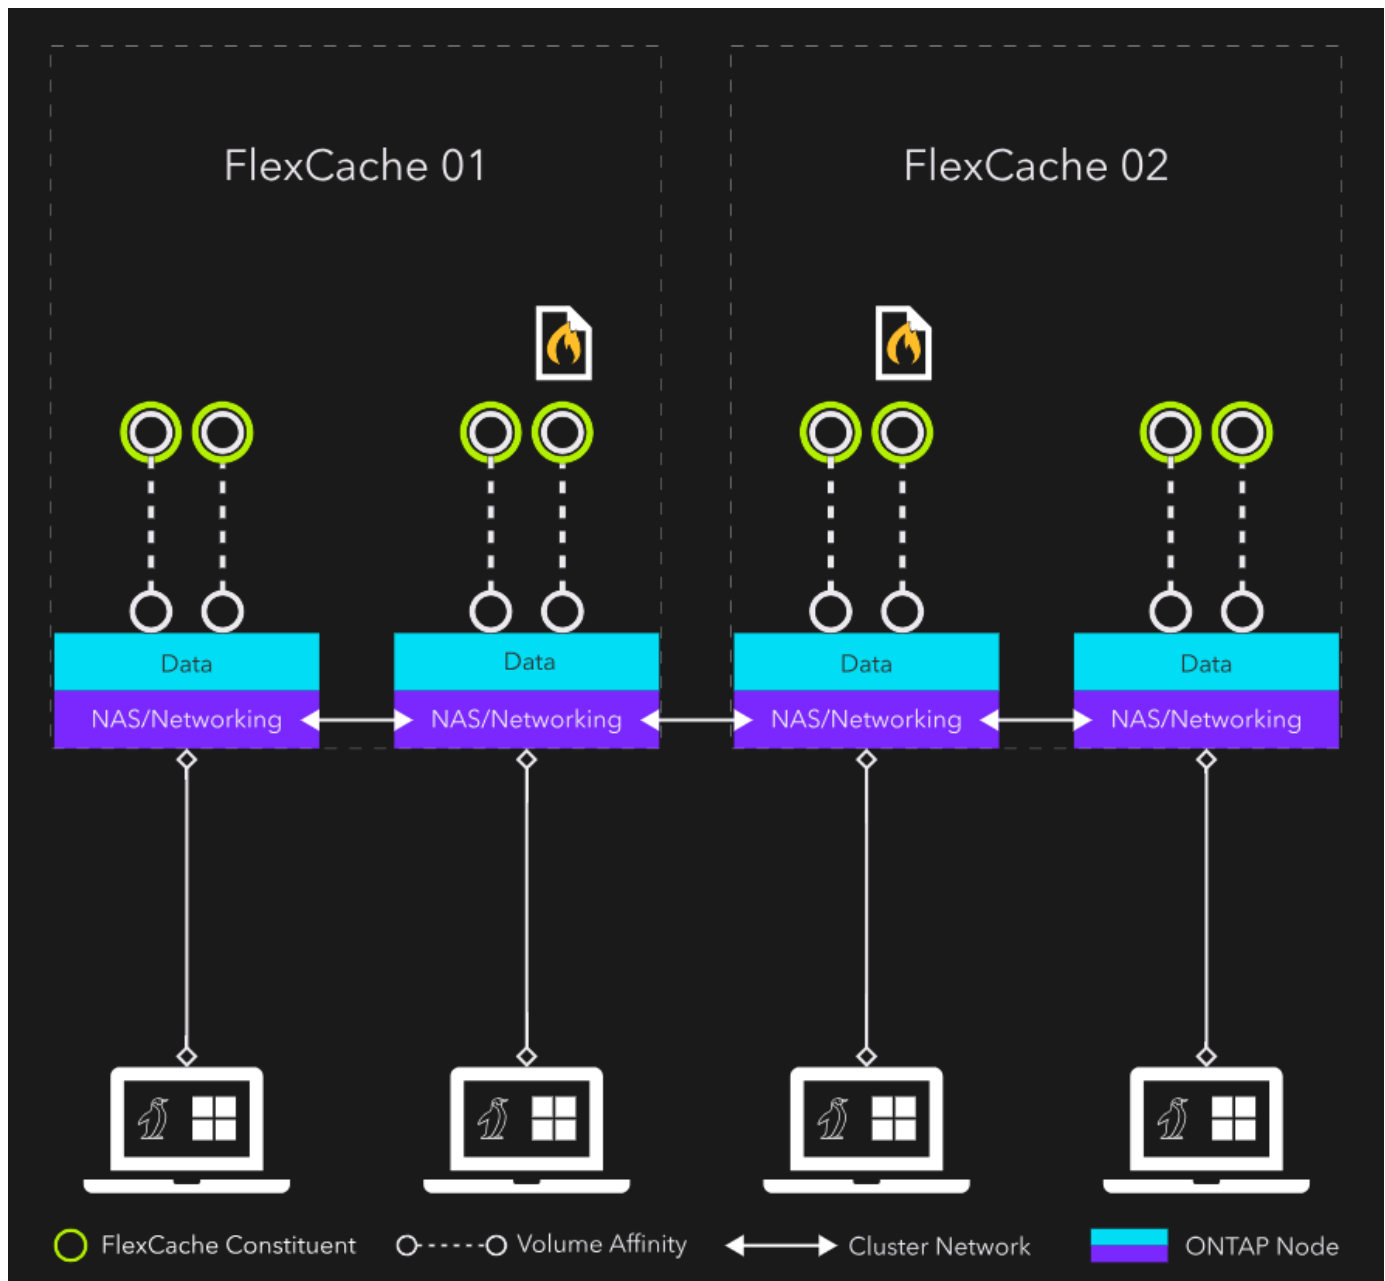 FlexCache 01
FlexCache 02
Data
Data
Data
Data
NAS/Networking
NAS/Networking
NAS/Networking
NAS/Networking
FlexCache Constituent
Volume Affinity
Cluster Network
ONTAP Node